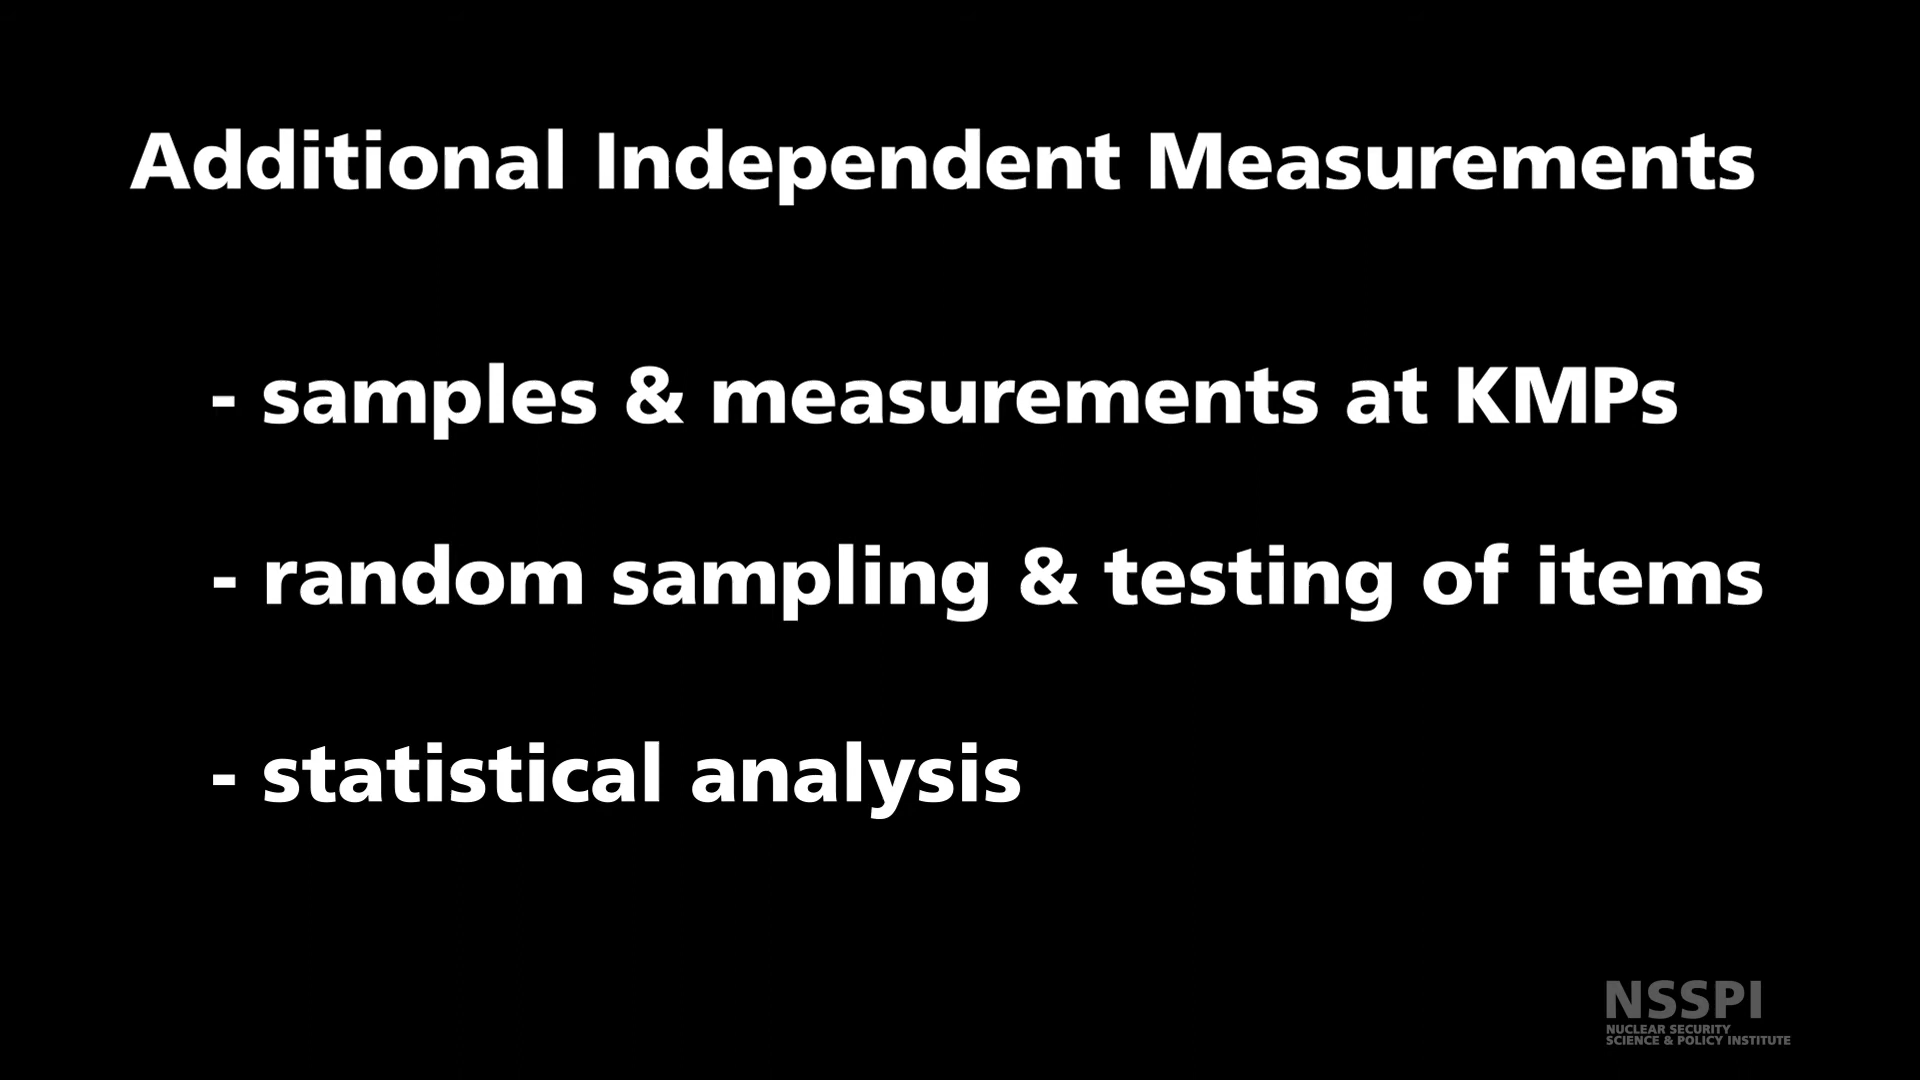 Additional Independent Measurements
- samples & measurements at KMPs
- random sampling & testing of items
- statistical analysis
NSSPI
NUCLEAR SECURITY
SCIENCE & POLICY INSTITUTE